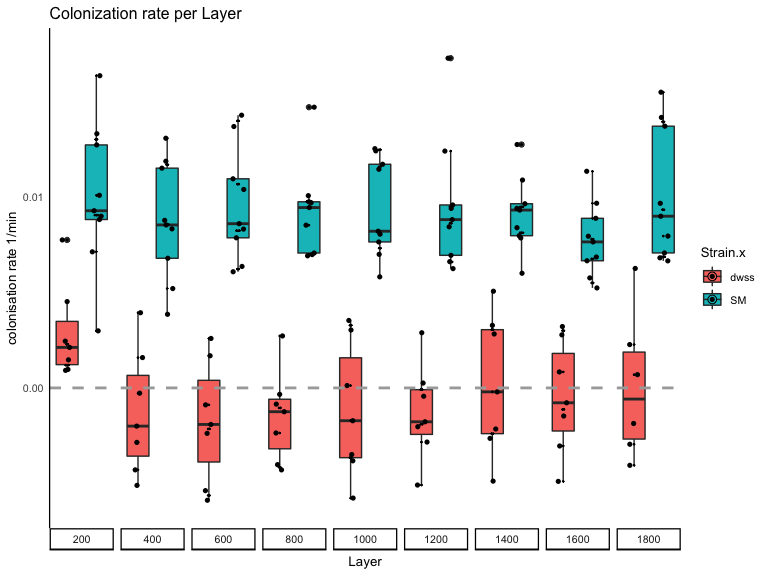 Colonization rate per Layer
colonisation rate 1/min
0.01
0.00
200 400 600 800 1000 1200 1400 1600 1800
Layer
Strain.x
dwss
SM